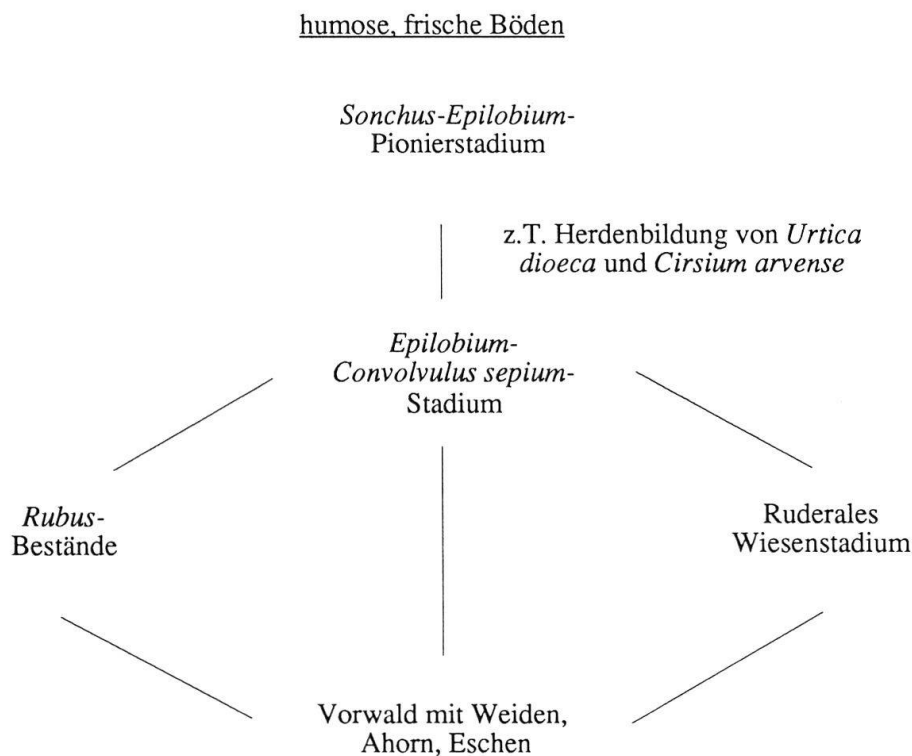 humose, frische Böden
Sonchus-Epilobium-
Pionierstadium
z.T. Herdenbildung von Urtica
dioeca und Cirsium arvense
Epilobium-
Convolvulus sepium-
Stadium
Rubus-
Bestände
Ruderales
Wiesenstadium
Vorwald mit Weiden,
Ahorn, Eschen